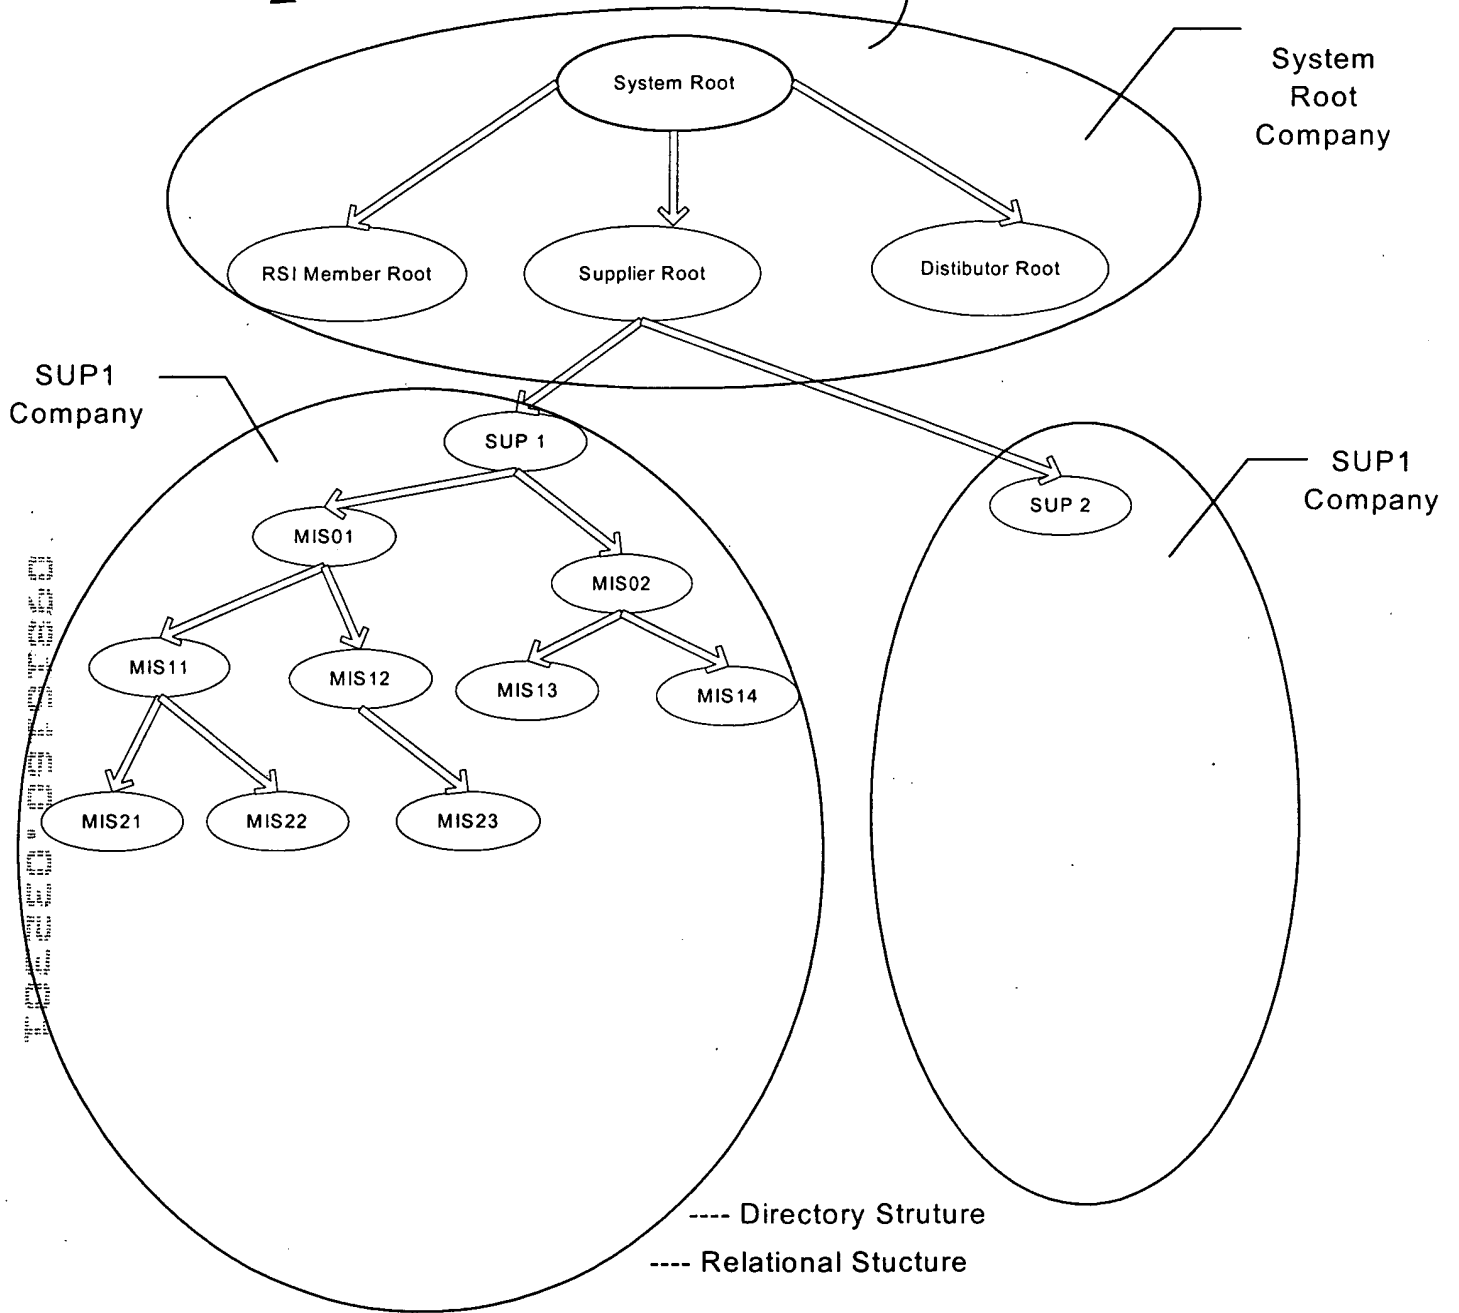 System Root
System
Root
Company
RSI Member Root
Supplier Root
Distibutor Root
SUP1
Company
SUP 1
SUP1
Company
SUP 2
MIS01
MIS02
MIS11
MIS12
MIS13
MIS14
MIS21
MIS22
MIS23
---- Directory Struture
---- Relational Stucture